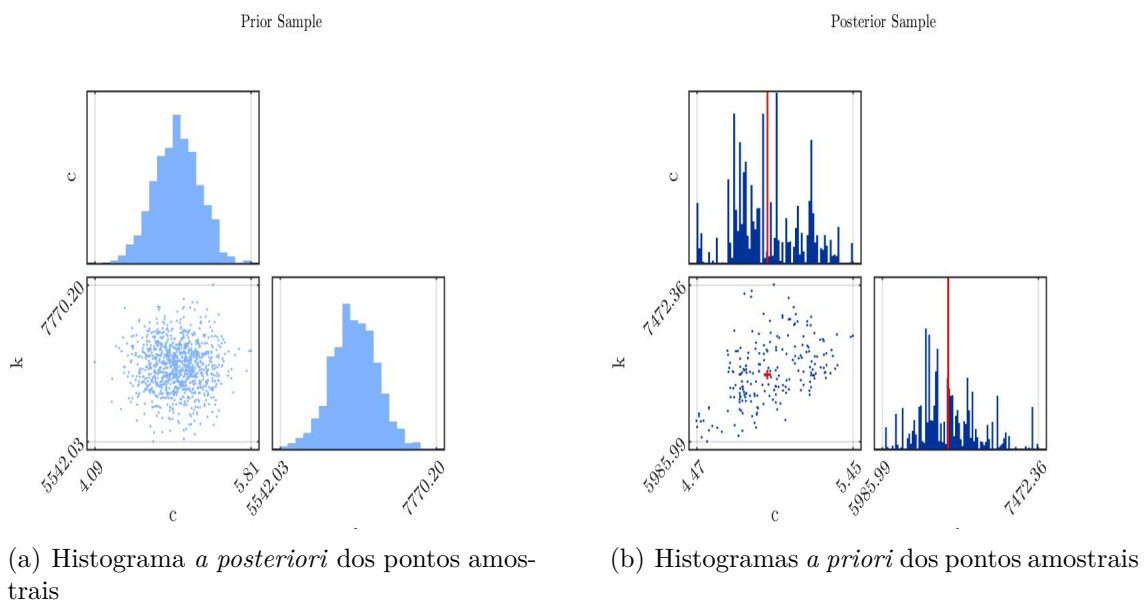 Prior Sample
c
k
7770.20
5542.03
4.09
5.81
c
5542.03
7770.20
Posterior Sample
c
k
7472.36
5985.99
4.47
5.45
c
5985.99
7472.36
(a) Histograma a posteriori dos pontos amos-
trais
(b) Histogramas a priori dos pontos amostrais